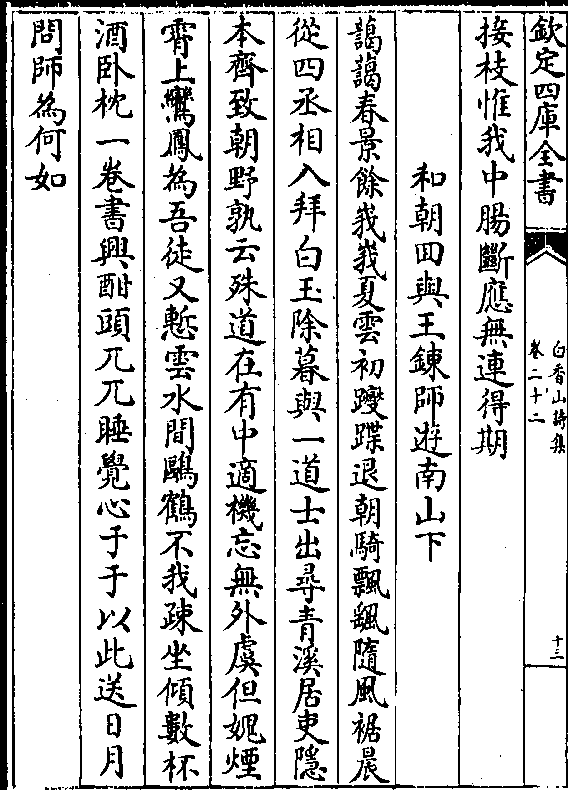 欽定四庫全書
白香山詩集
卷二十二
十三
接枝惟我中腸斷應無連得期
和朝回與王鍊師遊南山下
藹藹春景餘峩峩夏雲初躞蹀退朝騎飄颻隨風裾晨
從四丞相入拜白玉除暮與一道士出尋青溪居吏隱
本齊致朝野孰云殊道在有中適機忘無外虞但媿煙
霄上鸞鳳為吾徒又慙雲水間鷗鶴不我疎坐傾數杯
酒臥枕一卷書興酣頭兀兀睡覺心于于以此送日月
問師為何如